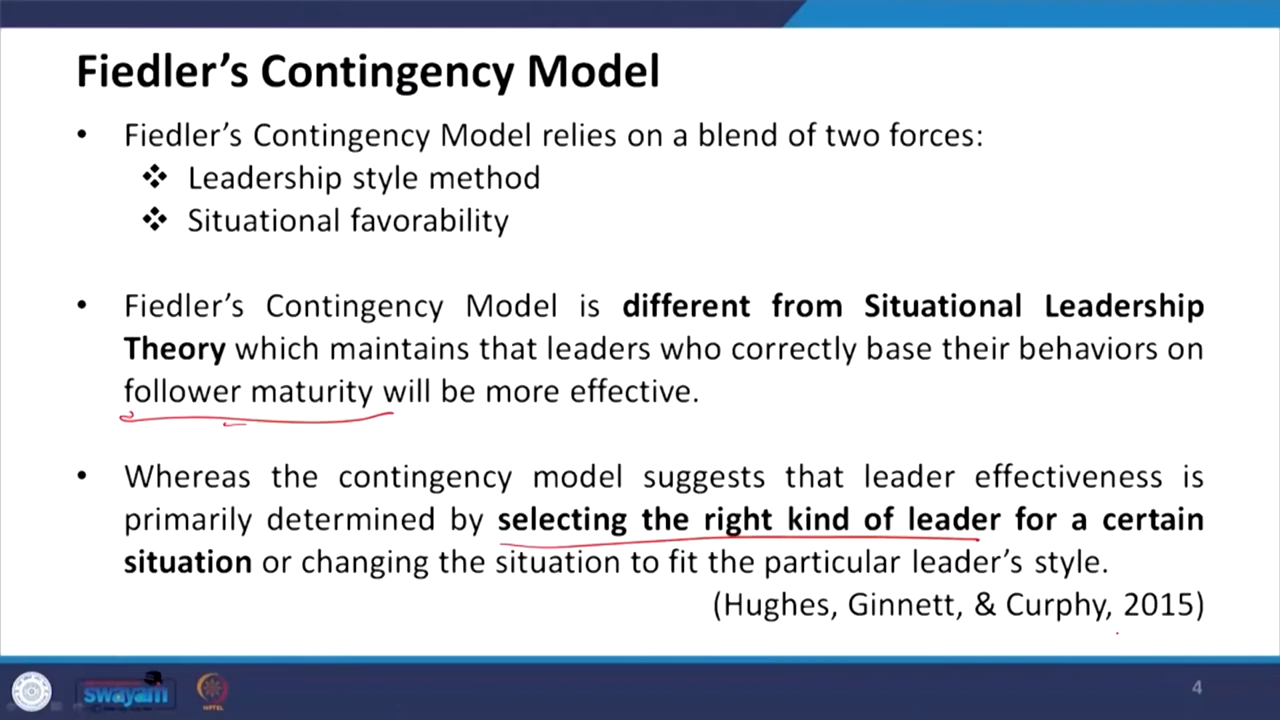 Fiedler’s Contingency Model
• Fiedler’s Contingency Model relies on a blend of two forces:
❖ Leadership style method
❖ Situational favorability
• Fiedler’s Contingency Model is different from Situational Leadership
Theory which maintains that leaders who correctly base their behaviors on
follower maturity will be more effective.
• Whereas the contingency model suggests that leader effectiveness is
primarily determined by selecting the right kind of leader for a certain
situation or changing the situation to fit the particular leader’s style.
(Hughes, Ginnett, & Curphy, 2015)
swayam
NPTEL
4